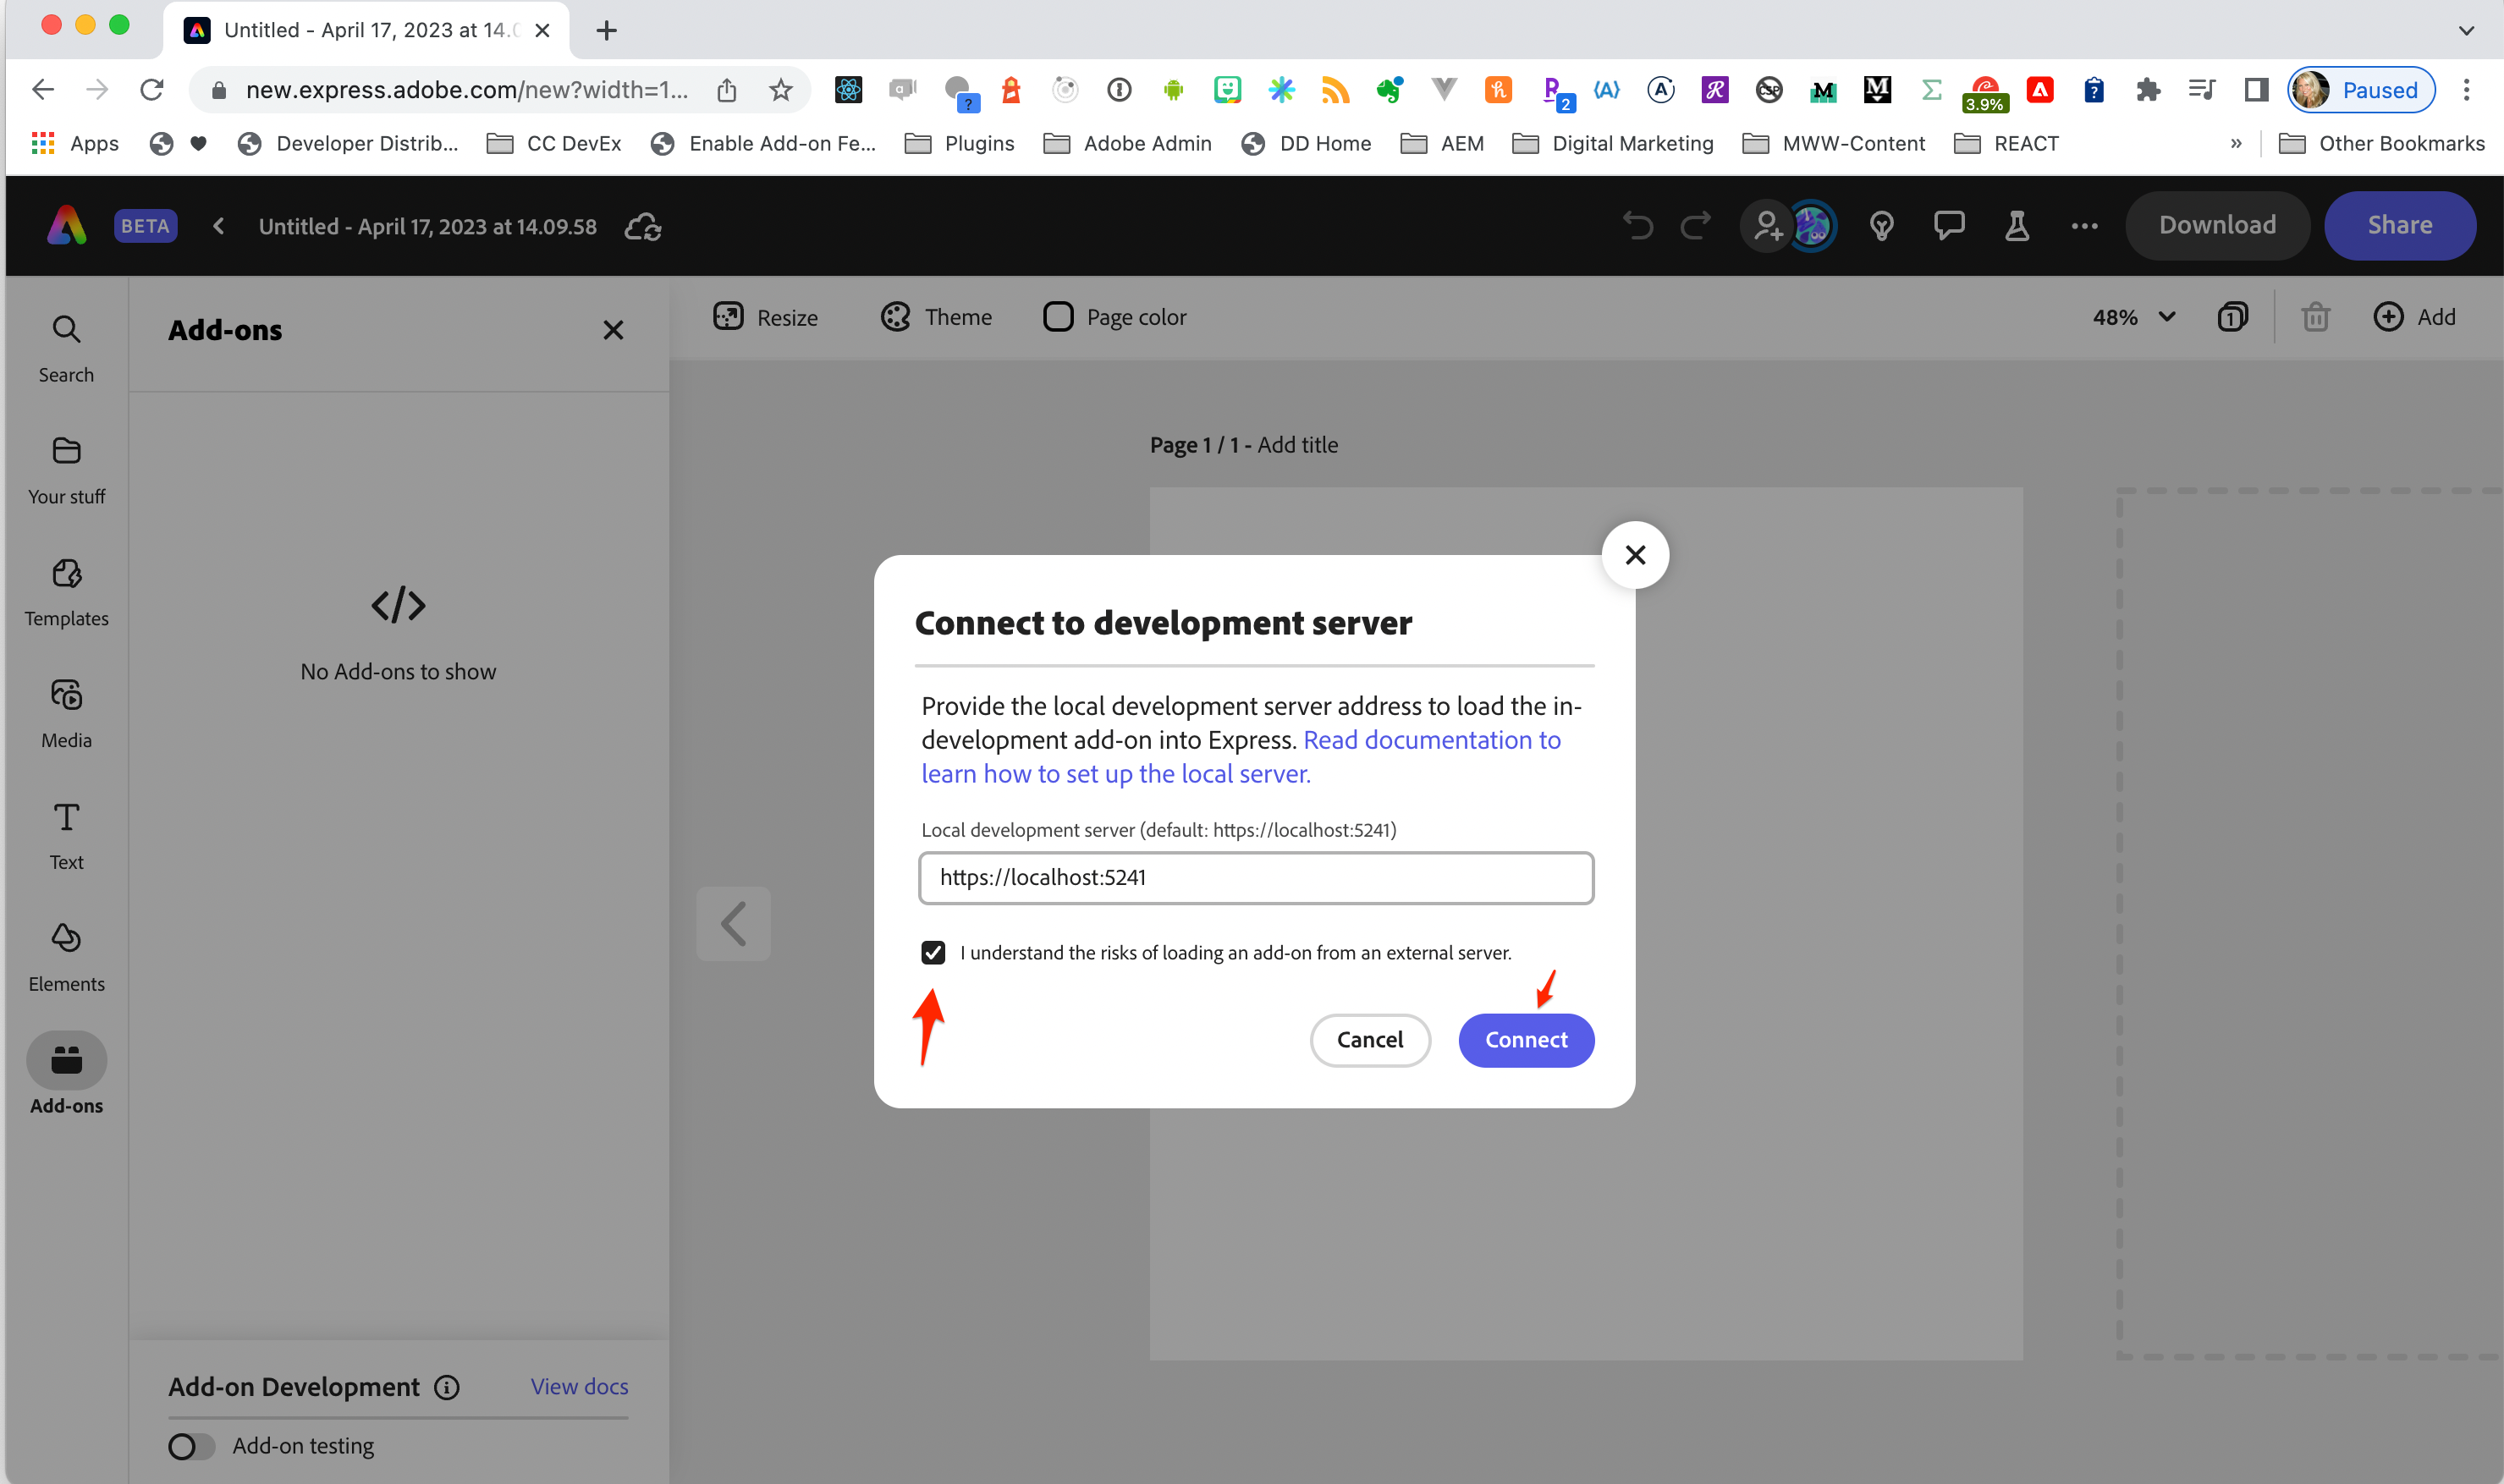 Untitled - April 17, 2023 at 14.0
new.express.adobe.com/new?width=1...
?
2
CSP
3.9%
?
Paused
Apps
Developer Distrib...
CC DevEx
Enable Add-on Fe...
Plugins
Adobe Admin
DD Home
AEM
Digital Marketing
MWW-Content
REACT
»
Other Bookmarks
BETA
Untitled - April 17, 2023 at 14.09.58
Download
Share
Search
Your stuff
Templates
Media
Text
Elements
Add-ons
Add-ons
</>
No Add-ons to show
Add-on Development
View docs
Add-on testing
Resize
Theme
Page color
48%
1
Add
Page 1 / 1 - Add title
Connect to development server
Provide the local development server address to load the in-
development add-on into Express. Read documentation to
learn how to set up the local server.
Local development server (default: https://localhost:5241)
https://localhost:5241
I understand the risks of loading an add-on from an external server.
Cancel
Connect